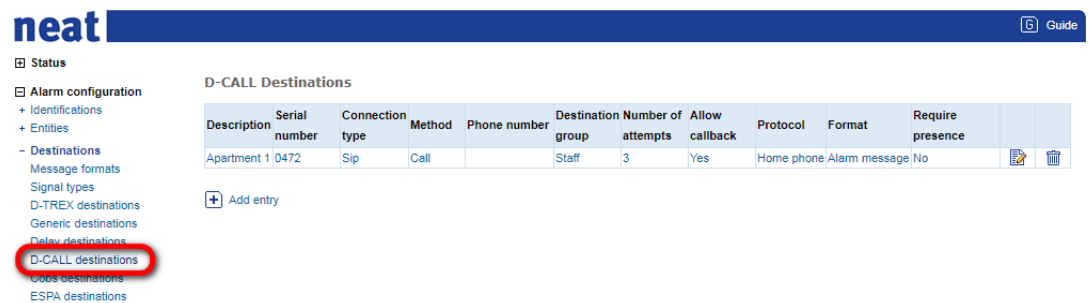 neat
G Guide
Status
Alarm configuration
+ Identifications
+ Entities
– Destinations
Message formats
Signal types
D-TREX destinations
Generic destinations
Delay destinations
D-CALL destinations
Cobs destinations
ESPA destinations
D-CALL Destinations
Description Serial number Connection type Method Phone number Destination group Number of attempts Allow callback Protocol Format Require presence
Apartment 1 0472 Sip Call Staff 3 Yes Home phone Alarm message No
Add entry